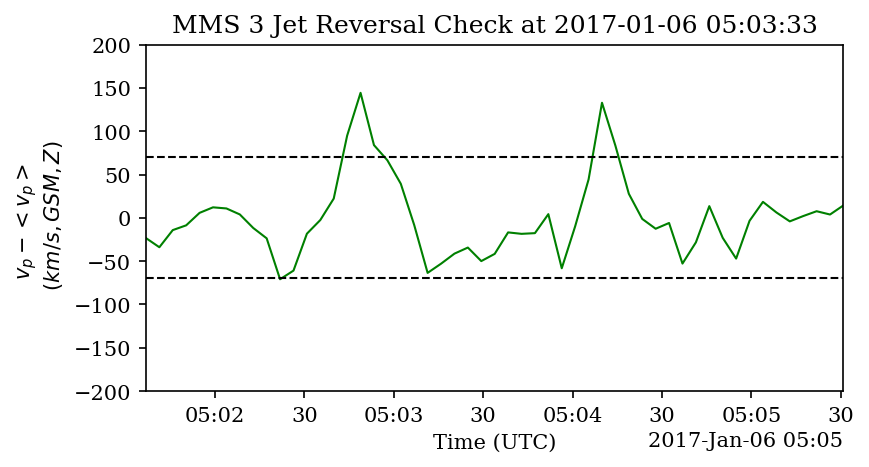 MMS 3 Jet Reversal Check at 2017-01-06 05:03:33
200
150
100
50
0
−50
−100
−150
−200
v_p − < v_p >
(km/s, GSM, Z)
05:02 30 05:03 30 05:04 30 05:05 30
Time (UTC) 2017-Jan-06 05:05